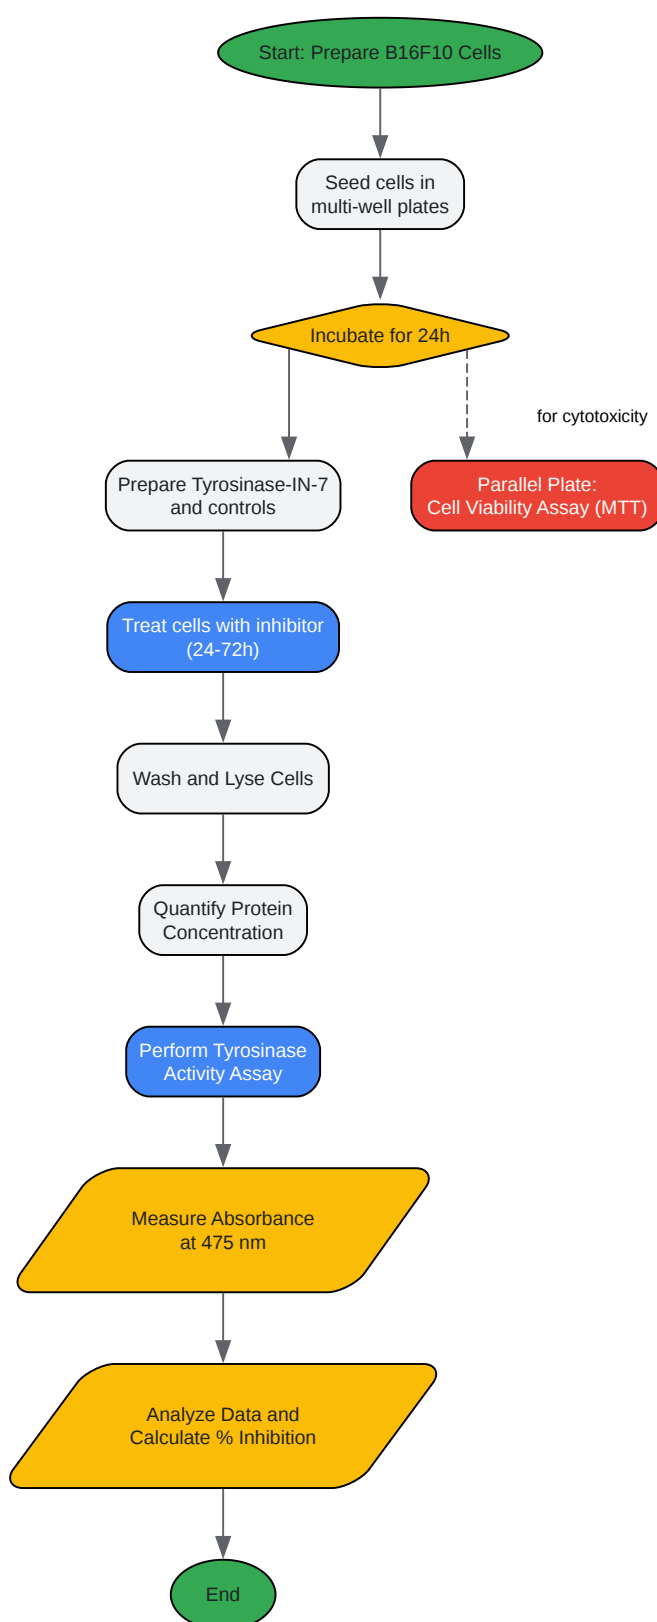 Start: Prepare B16F10 Cells
Seed cells in
multi-well plates
Incubate for 24h
for cytotoxicity
Prepare Tyrosinase-IN-7
and controls
Parallel Plate:
Cell Viability Assay (MTT)
Treat cells with inhibitor
(24-72h)
Wash and Lyse Cells
Quantify Protein
Concentration
Perform Tyrosinase
Activity Assay
Measure Absorbance
at 475 nm
Analyze Data and
Calculate % Inhibition
End